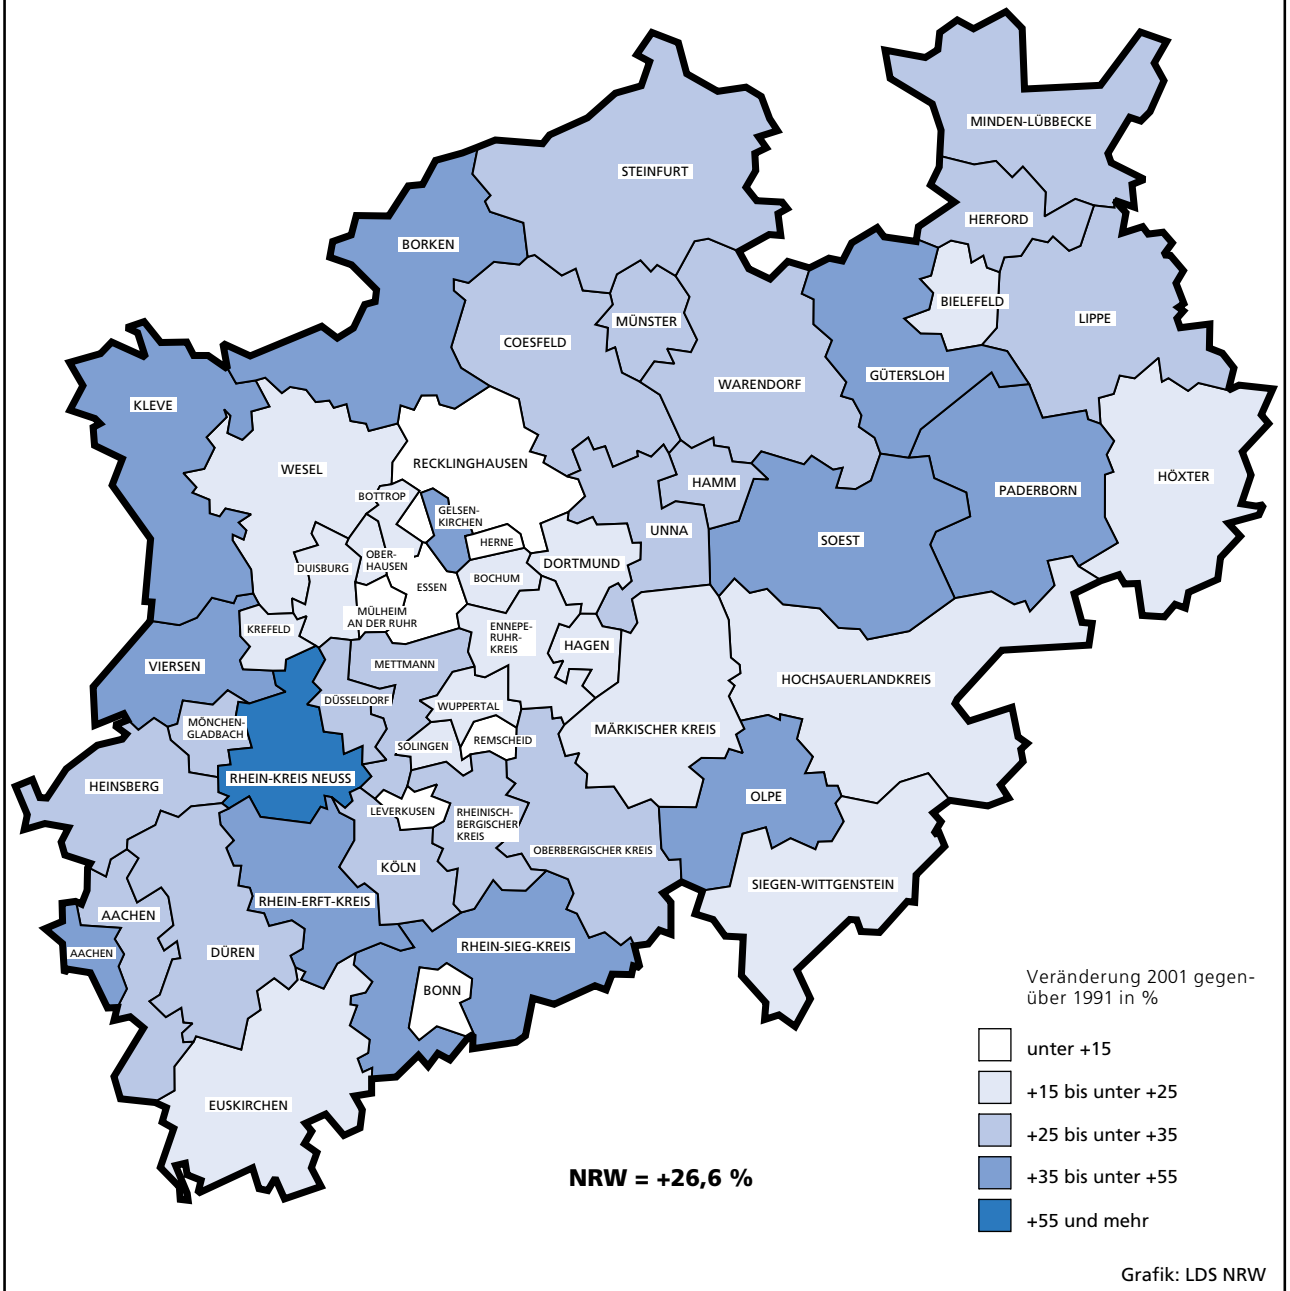 MINDEN-LÜBBECKE
STEINFURT
HERFORD
BORKEN
BIELEFELD
LIPPE
MÜNSTER
COESFELD
GÜTERSLOH
WARENDORF
KLEVE
RECKLINGHAUSEN
WESEL
HÖXTER
HAMM
PADERBORN
BOTTROP
GELSEN-
KIRCHEN
UNNA
SOEST
HERNE
OBER-
HAUSEN
DORTMUND
DUISBURG
BOCHUM
ESSEN
MÜLHEIM
AN DER RUHR
KREFELD
ENNEPE-
RUHR-
KREIS
HAGEN
VIERSEN
METTMANN
HOCHSAUERLANDKREIS
DÜSSELDORF
WUPPERTAL
MÖNCHEN-
GLADBACH
MÄRKISCHER KREIS
SOLINGEN
REMSCHEID
RHEIN-KREIS NEUSS
HEINSBERG
OLPE
LEVERKUSEN
RHEINISCH-
BERGISCHER
KREIS
OBERBERGISCHER KREIS
KÖLN
SIEGEN-WITTGENSTEIN
RHEIN-ERFT-KREIS
AACHEN
RHEIN-SIEG-KREIS
AACHEN
DÜREN
BONN
EUSKIRCHEN
Veränderung 2001 gegen-
über 1991 in %
unter +15
+15 bis unter +25
+25 bis unter +35
+35 bis unter +55
+55 und mehr
NRW = +26,6 %
Grafik: LDS NRW